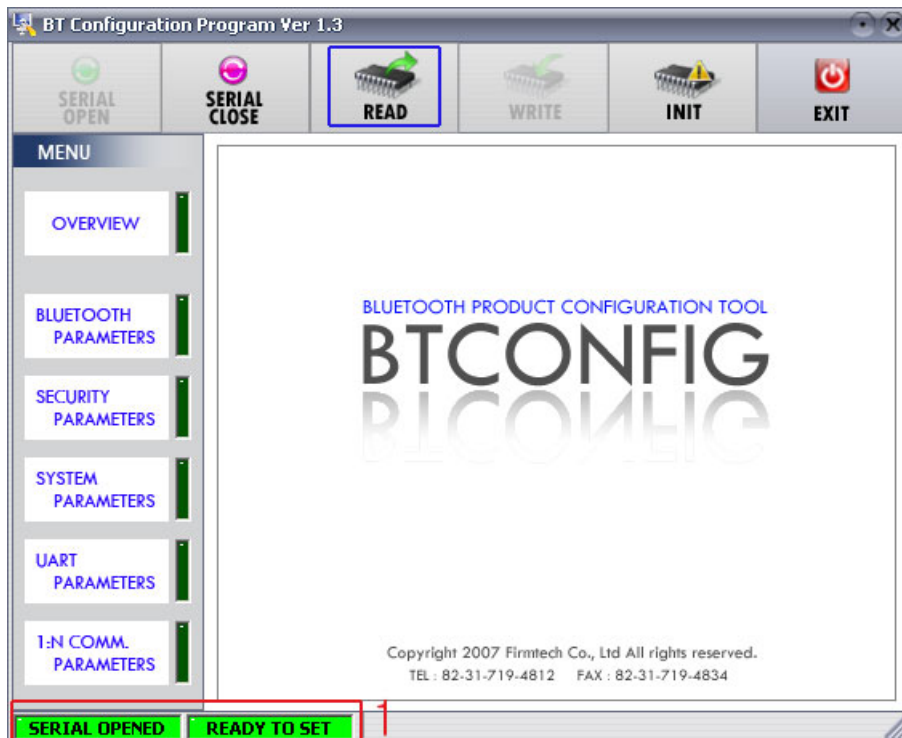 BT Configuration Program Ver 1.3
SERIAL
OPEN
SERIAL
CLOSE
READ
WRITE
INIT
EXIT
MENU
OVERVIEW
BLUETOOTH
PARAMETERS
SECURITY
PARAMETERS
SYSTEM
PARAMETERS
UART
PARAMETERS
1:N COMM.
PARAMETERS
BLUETOOTH PRODUCT CONFIGURATION TOOL
BTCONFIG
Copyright 2007 Firmtech Co., Ltd All rights reserved.
TEL : 82-31-719-4812 FAX : 82-31-719-4834
SERIAL OPENED READY TO SET 1